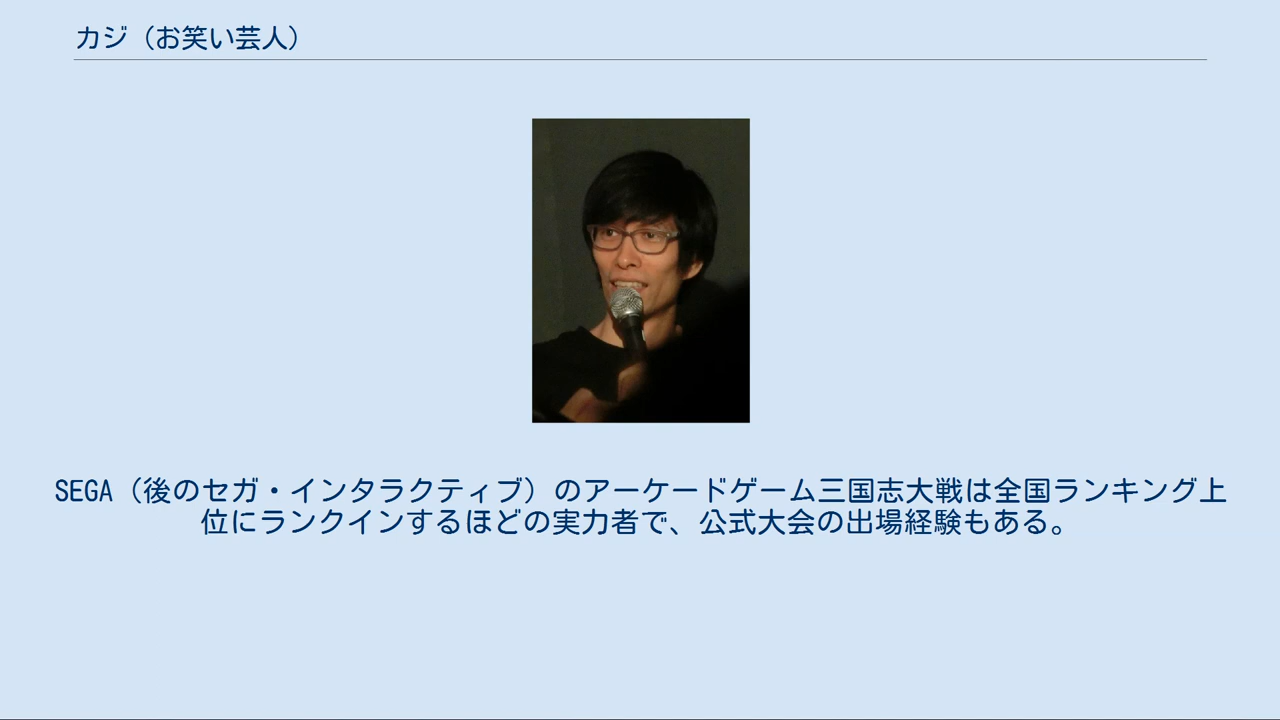 カジ（お笑い芸人）
SEGA（後のセガ・インタラクティブ）のアーケードゲーム三国志大戦は全国ランキング上
位にランクインするほどの実力者で、公式大会の出場経験もある。